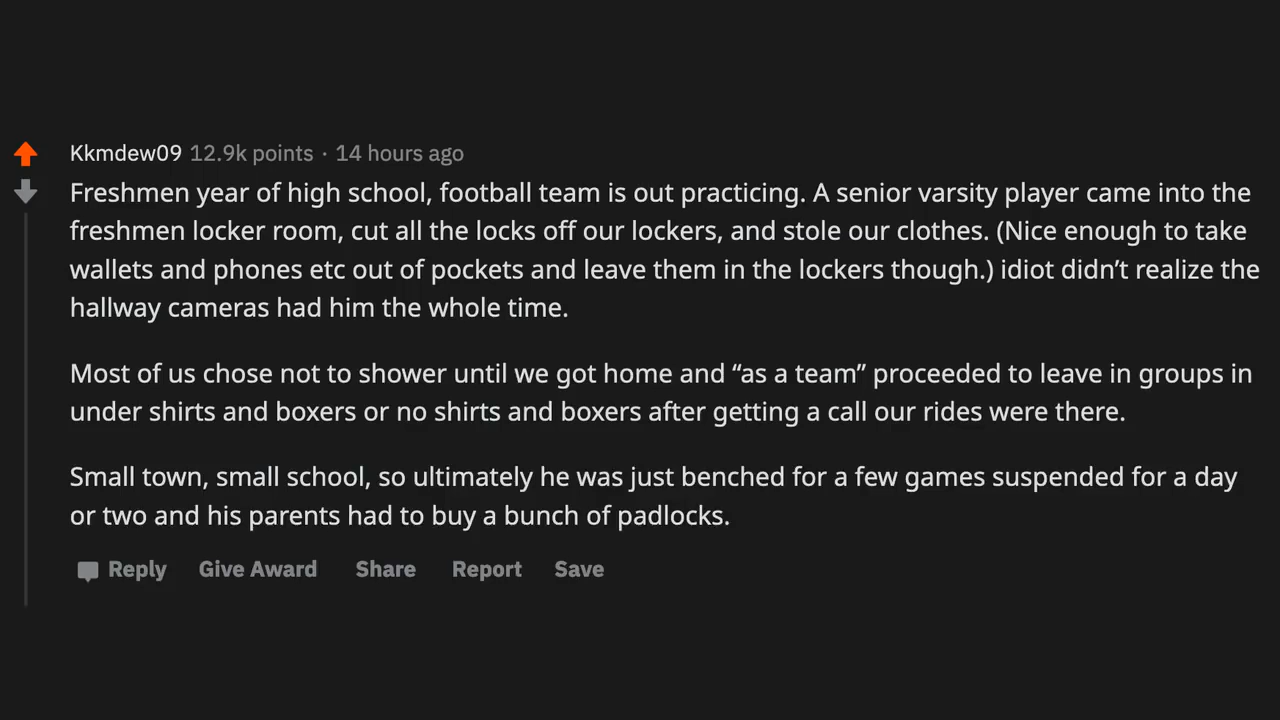 Kkmdew09 12.9k points · 14 hours ago
Freshmen year of high school, football team is out practicing. A senior varsity player came into the
freshmen locker room, cut all the locks off our lockers, and stole our clothes. (Nice enough to take
wallets and phones etc out of pockets and leave them in the lockers though.) idiot didn’t realize the
hallway cameras had him the whole time.
Most of us chose not to shower until we got home and “as a team” proceeded to leave in groups in
under shirts and boxers or no shirts and boxers after getting a call our rides were there.
Small town, small school, so ultimately he was just benched for a few games suspended for a day
or two and his parents had to buy a bunch of padlocks.
Reply Give Award Share Report Save